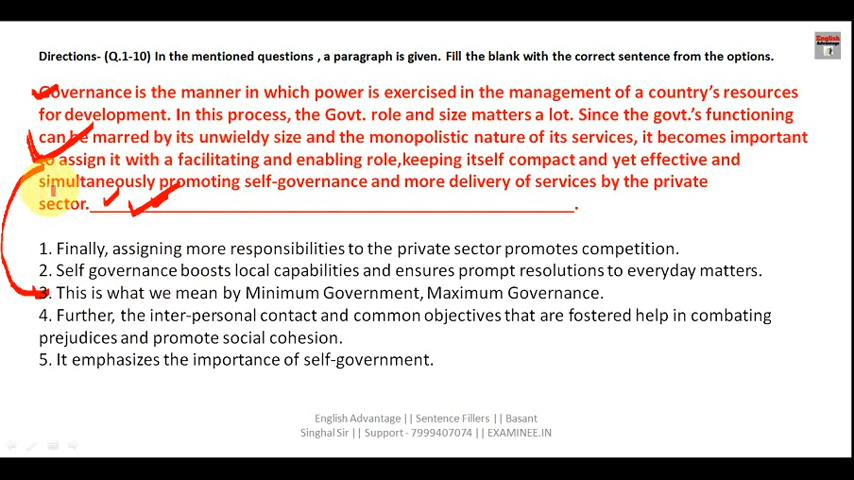 English
Advantage
Directions- (Q.1-10) In the mentioned questions , a paragraph is given. Fill the blank with the correct sentence from the options.
Governance is the manner in which power is exercised in the management of a country's resources
for development. In this process, the Govt. role and size matters a lot. Since the govt.'s functioning
can be marred by its unwieldy size and the monopolistic nature of its services, it becomes important
to assign it with a facilitating and enabling role,keeping itself compact and yet effective and
simultaneously promoting self-governance and more delivery of services by the private
sector.______________________________________________.
1. Finally, assigning more responsibilities to the private sector promotes competition.
2. Self governance boosts local capabilities and ensures prompt resolutions to everyday matters.
3. This is what we mean by Minimum Government, Maximum Governance.
4. Further, the inter-personal contact and common objectives that are fostered help in combating
prejudices and promote social cohesion.
5. It emphasizes the importance of self-government.
English Advantage || Sentence Fillers || Basant
Singhal Sir || Support - 7999407074 || EXAMINEE.IN